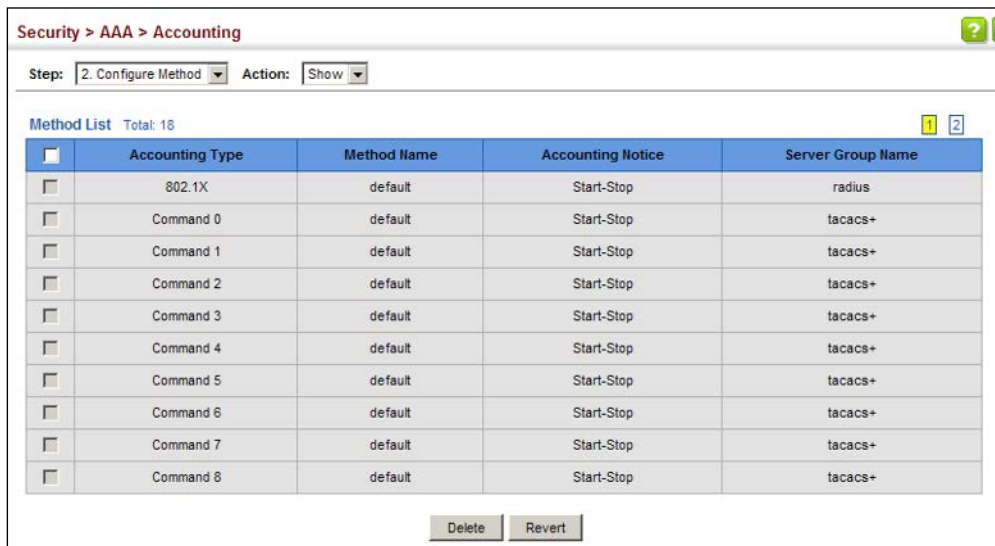 Security > AAA > Accounting
?
Step: 2. Configure Method Action: Show
Method List Total: 18 1 2
Accounting Type Method Name Accounting Notice Server Group Name
802.1X default Start-Stop radius
Command 0 default Start-Stop tacacs+
Command 1 default Start-Stop tacacs+
Command 2 default Start-Stop tacacs+
Command 3 default Start-Stop tacacs+
Command 4 default Start-Stop tacacs+
Command 5 default Start-Stop tacacs+
Command 6 default Start-Stop tacacs+
Command 7 default Start-Stop tacacs+
Command 8 default Start-Stop tacacs+
Delete Revert